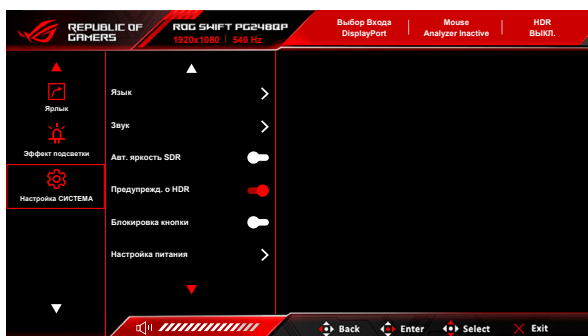 REPUBLIC OF
GAMERS
ROG SWIFT PG248QP
1920x1080 | 540 Hz
Выбор Входа
DisplayPort
Mouse
Analyzer Inactive
HDR
ВЫКЛ.
Ярлык
Эффект подсветки
Настройка СИСТЕМА
Язык
Звук
Авт. яркость SDR
Предупрежд. о HDR
Блокировка кнопки
Настройка питания
Back
Enter
Select
Exit